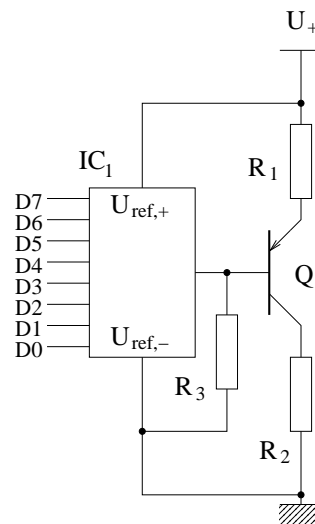 U+
IC1
R1
D7
Uref,+
D6
D5
D4
Q
D3
D2
D1
Uref,−
D0
R3
R2